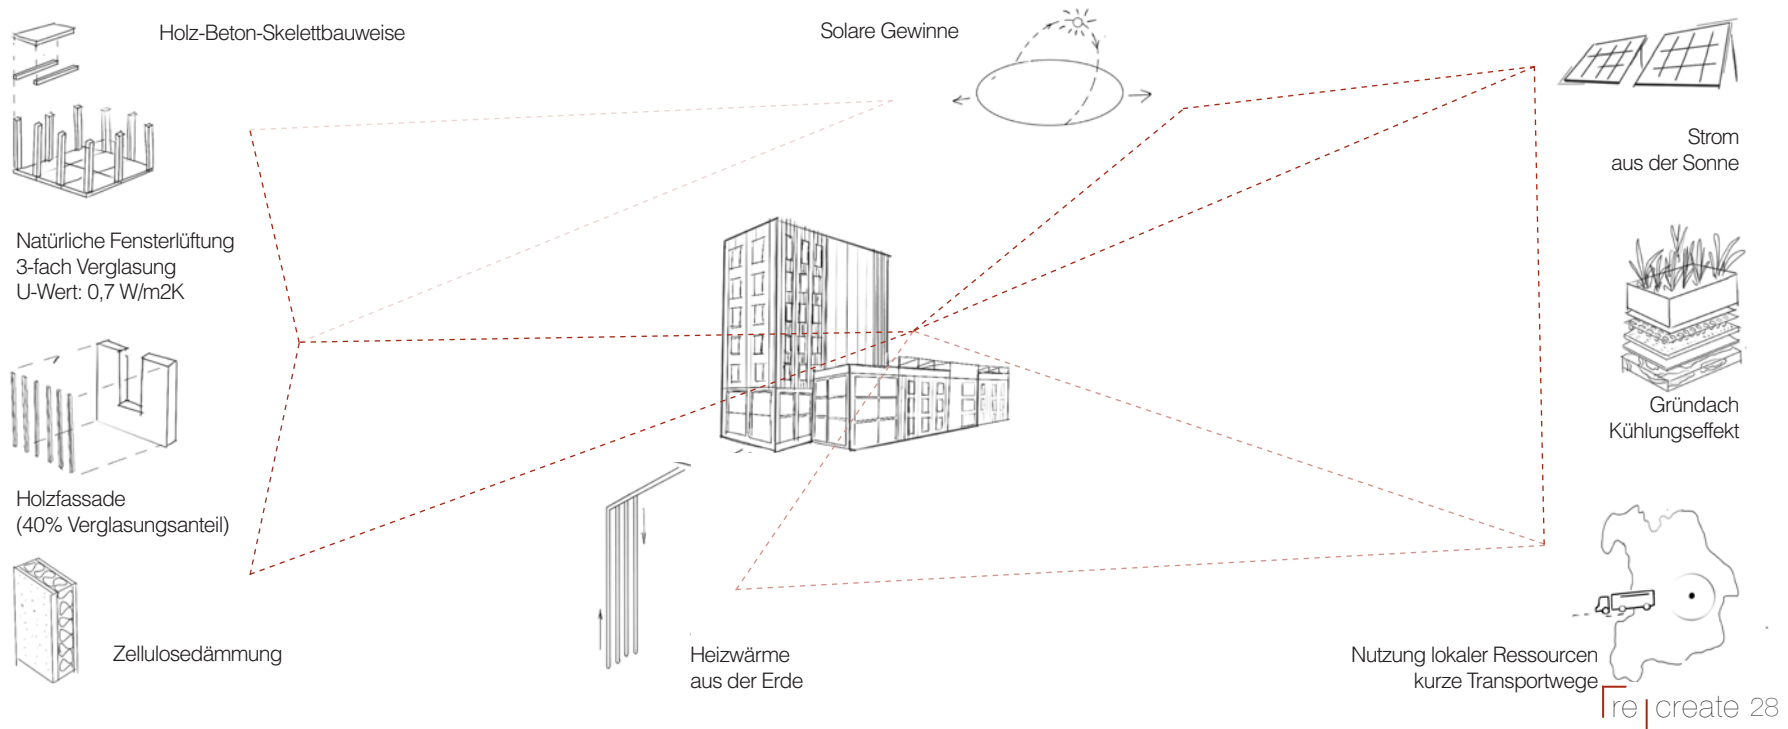 Holz-Beton-Skelettbauweise
Solare Gewinne
Strom
aus der Sonne
Natürliche Fensterlüftung
3-fach Verglasung
U-Wert: 0,7 W/m2K
Gründach
Kühlungseffekt
Holzfassade
(40% Verglasungsanteil)
Zellulosedämmung
Heizwärme
aus der Erde
Nutzung lokaler Ressourcen
kurze Transportwege
re|create 28